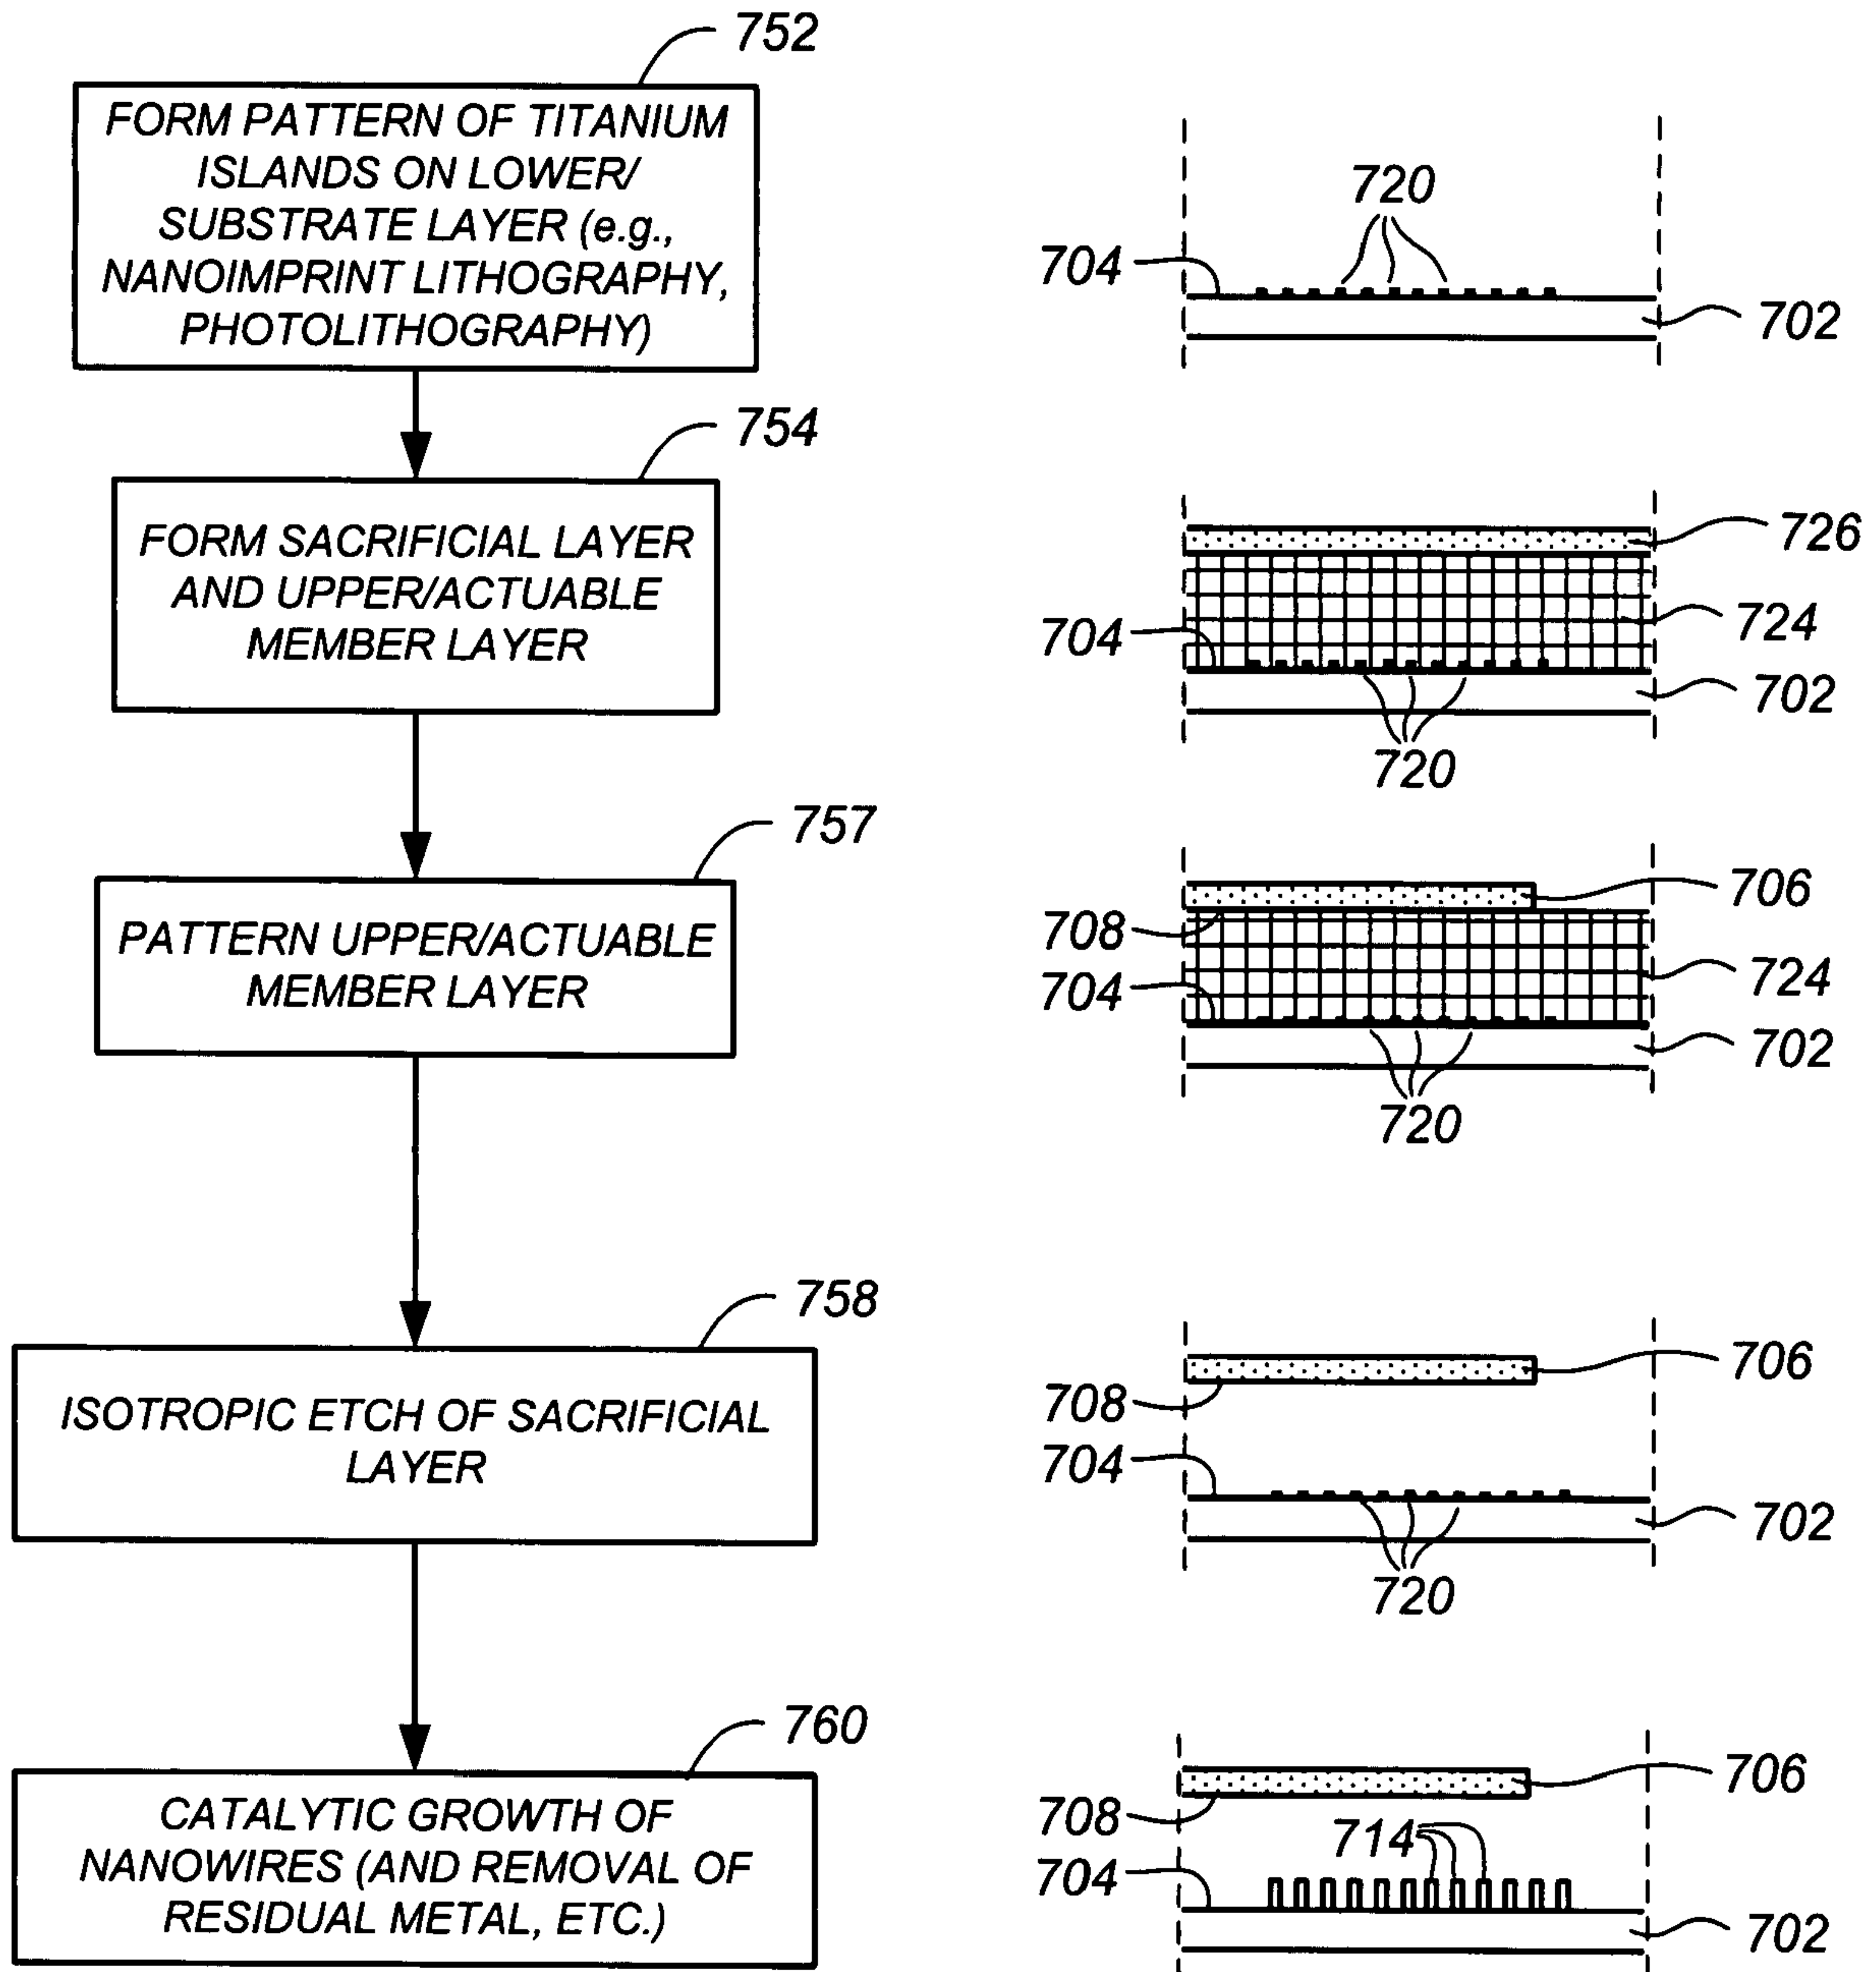 752
FORM PATTERN OF TITANIUM
ISLANDS ON LOWER/
SUBSTRATE LAYER (e.g.,
NANOIMPRINT LITHOGRAPHY,
PHOTOLITHOGRAPHY)
720
704
702
754
FORM SACRIFICIAL LAYER
AND UPPER/ACTUABLE
MEMBER LAYER
726
724
704
702
720
757
PATTERN UPPER/ACTUABLE
MEMBER LAYER
706
708
724
704
702
720
758
ISOTROPIC ETCH OF SACRIFICIAL
LAYER
706
708
704
702
720
760
CATALYTIC GROWTH OF
NANOWIRES (AND REMOVAL OF
RESIDUAL METAL, ETC.)
706
708
714
704
702